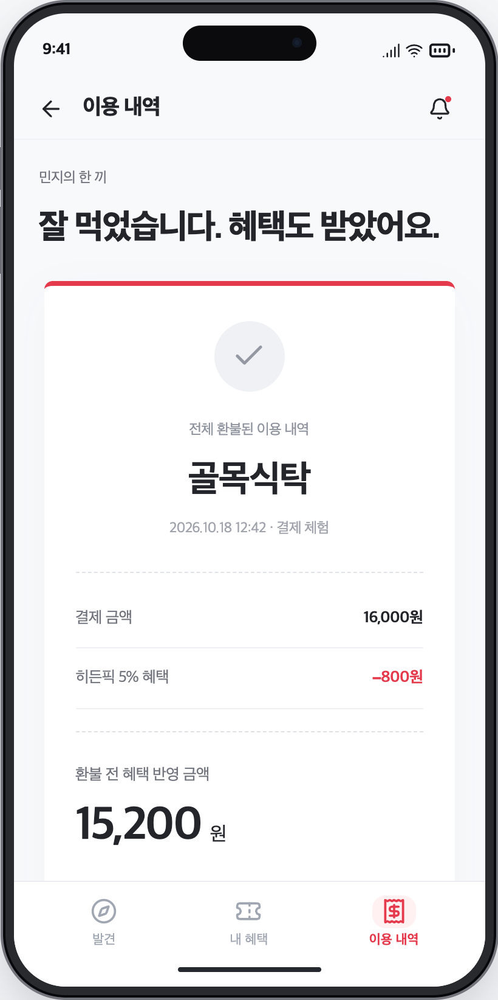 9:41
이용 내역
민지의 한 끼
잘 먹었습니다. 혜택도 받았어요.
전체 환불된 이용 내역
골목식탁
2026.10.18 12:42 · 결제 체험
결제 금액 16,000원
히든픽 5% 혜택 –800원
환불 전 혜택 반영 금액
15,200 원
발견 내 혜택 이용 내역